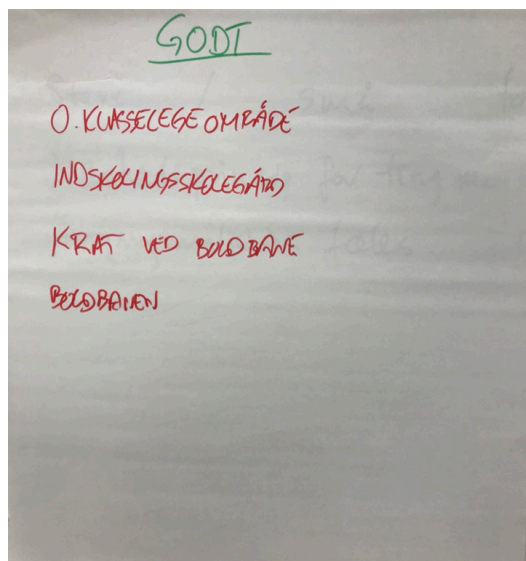 GODT
0. KLASSELEGEOMRÅDE
INDSKOLINGSSKOLEGÅRD
KRAT VED BOLDBANE
BOLDBANEN